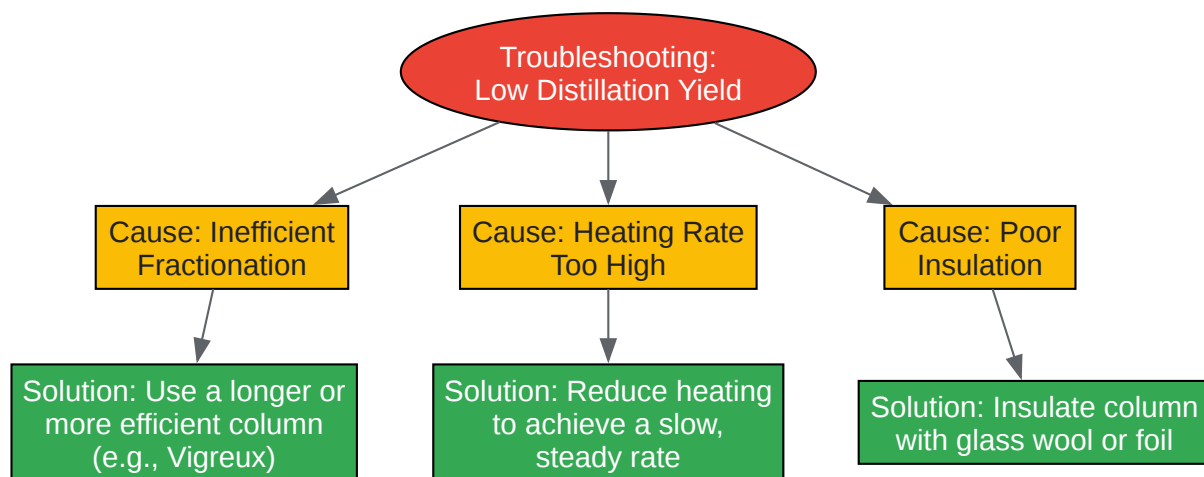 Troubleshooting:
Low Distillation Yield
Cause: Inefficient
Fractionation
Cause: Heating Rate
Too High
Cause: Poor
Insulation
Solution: Use a longer or
more efficient column
(e.g., Vigreux)
Solution: Reduce heating
to achieve a slow,
steady rate
Solution: Insulate column
with glass wool or foil